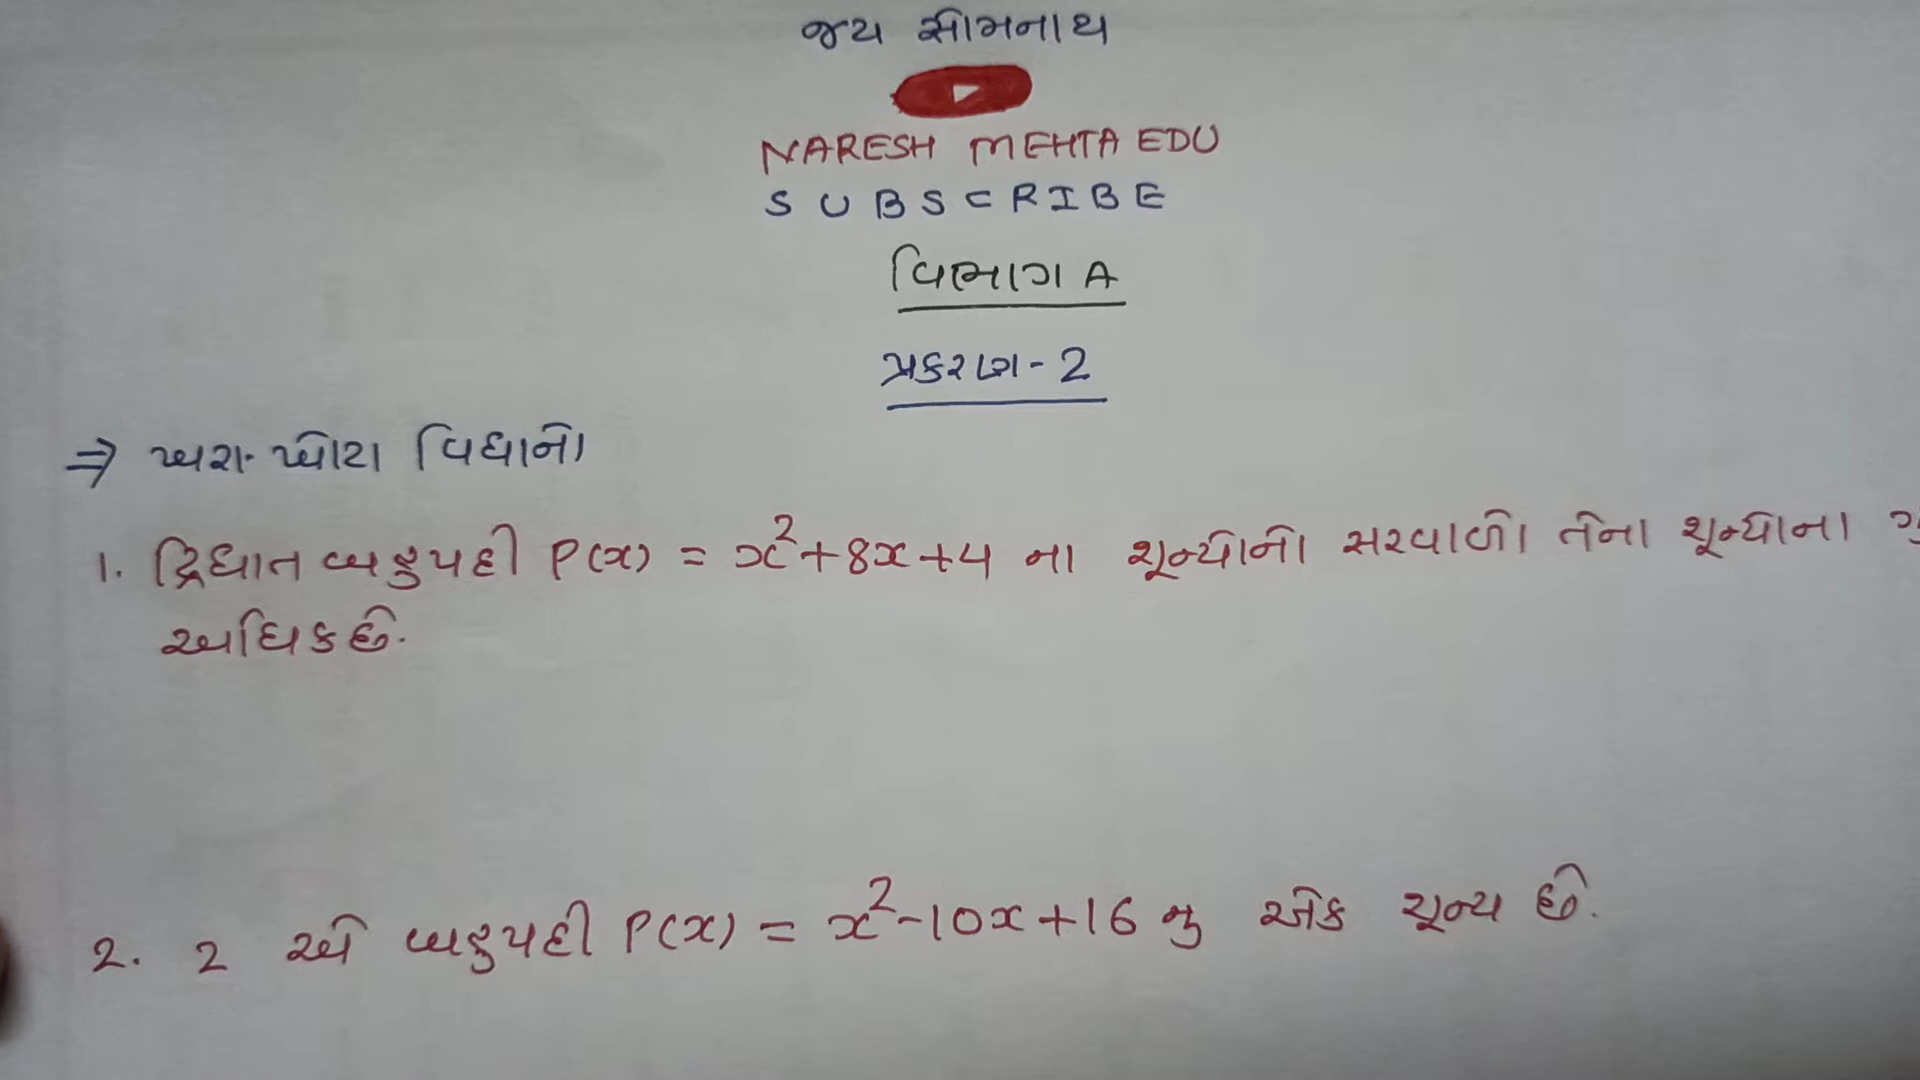 જય સોમનાથ
NARESH MEHTA EDU
SUBSCRIBE
વિભાગ A
પ્રકરણ-2
⇒ ખરા-ખોટા વિધાનો
1. દ્વિઘાત બહુપદી P(x) = x²+8x+4 ના શૂન્યોનો સરવાળો તેના શૂન્યોના
અધિક છે.
2. 2 એ બહુપદી P(x) = x²-10x+16 નુ એક શૂન્ય છે.